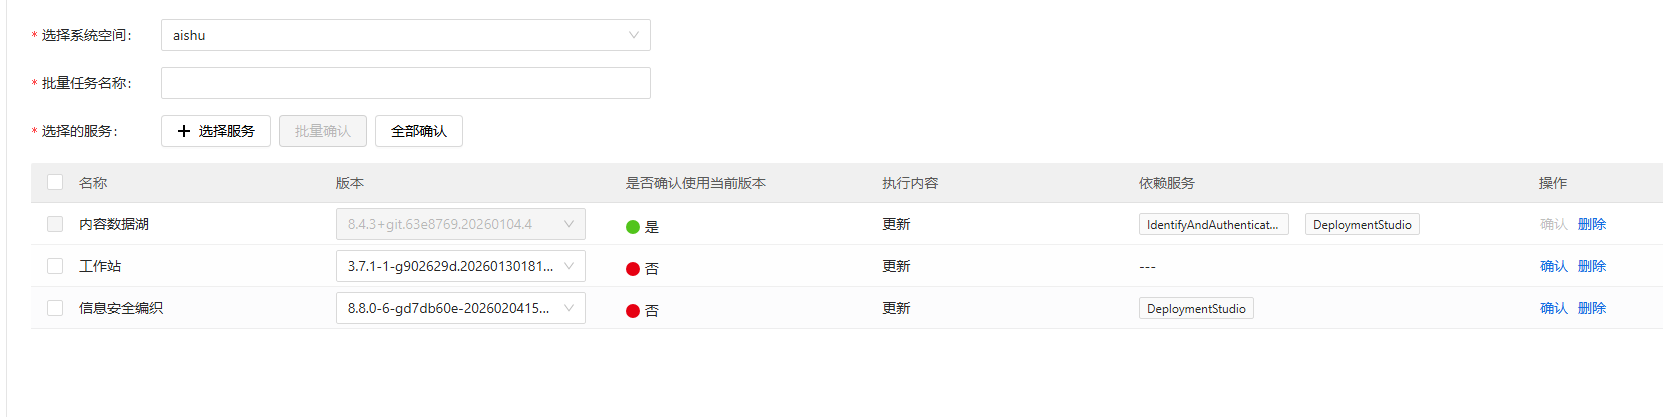 * 选择系统空间: aishu
* 批量任务名称:
* 选择的服务: + 选择服务 批量确认 全部确认
名称 版本 是否确认使用当前版本 执行内容 依赖服务 操作
内容数据湖 8.4.3+git.63e8769.20260104.4 是 更新 IdentifyAndAuthenticat... DeploymentStudio 确认 删除
工作站 3.7.1-1-g902629d.20260130181... 否 更新 --- 确认 删除
信息安全编织 8.8.0-6-gd7db60e-2026020415... 否 更新 DeploymentStudio 确认 删除